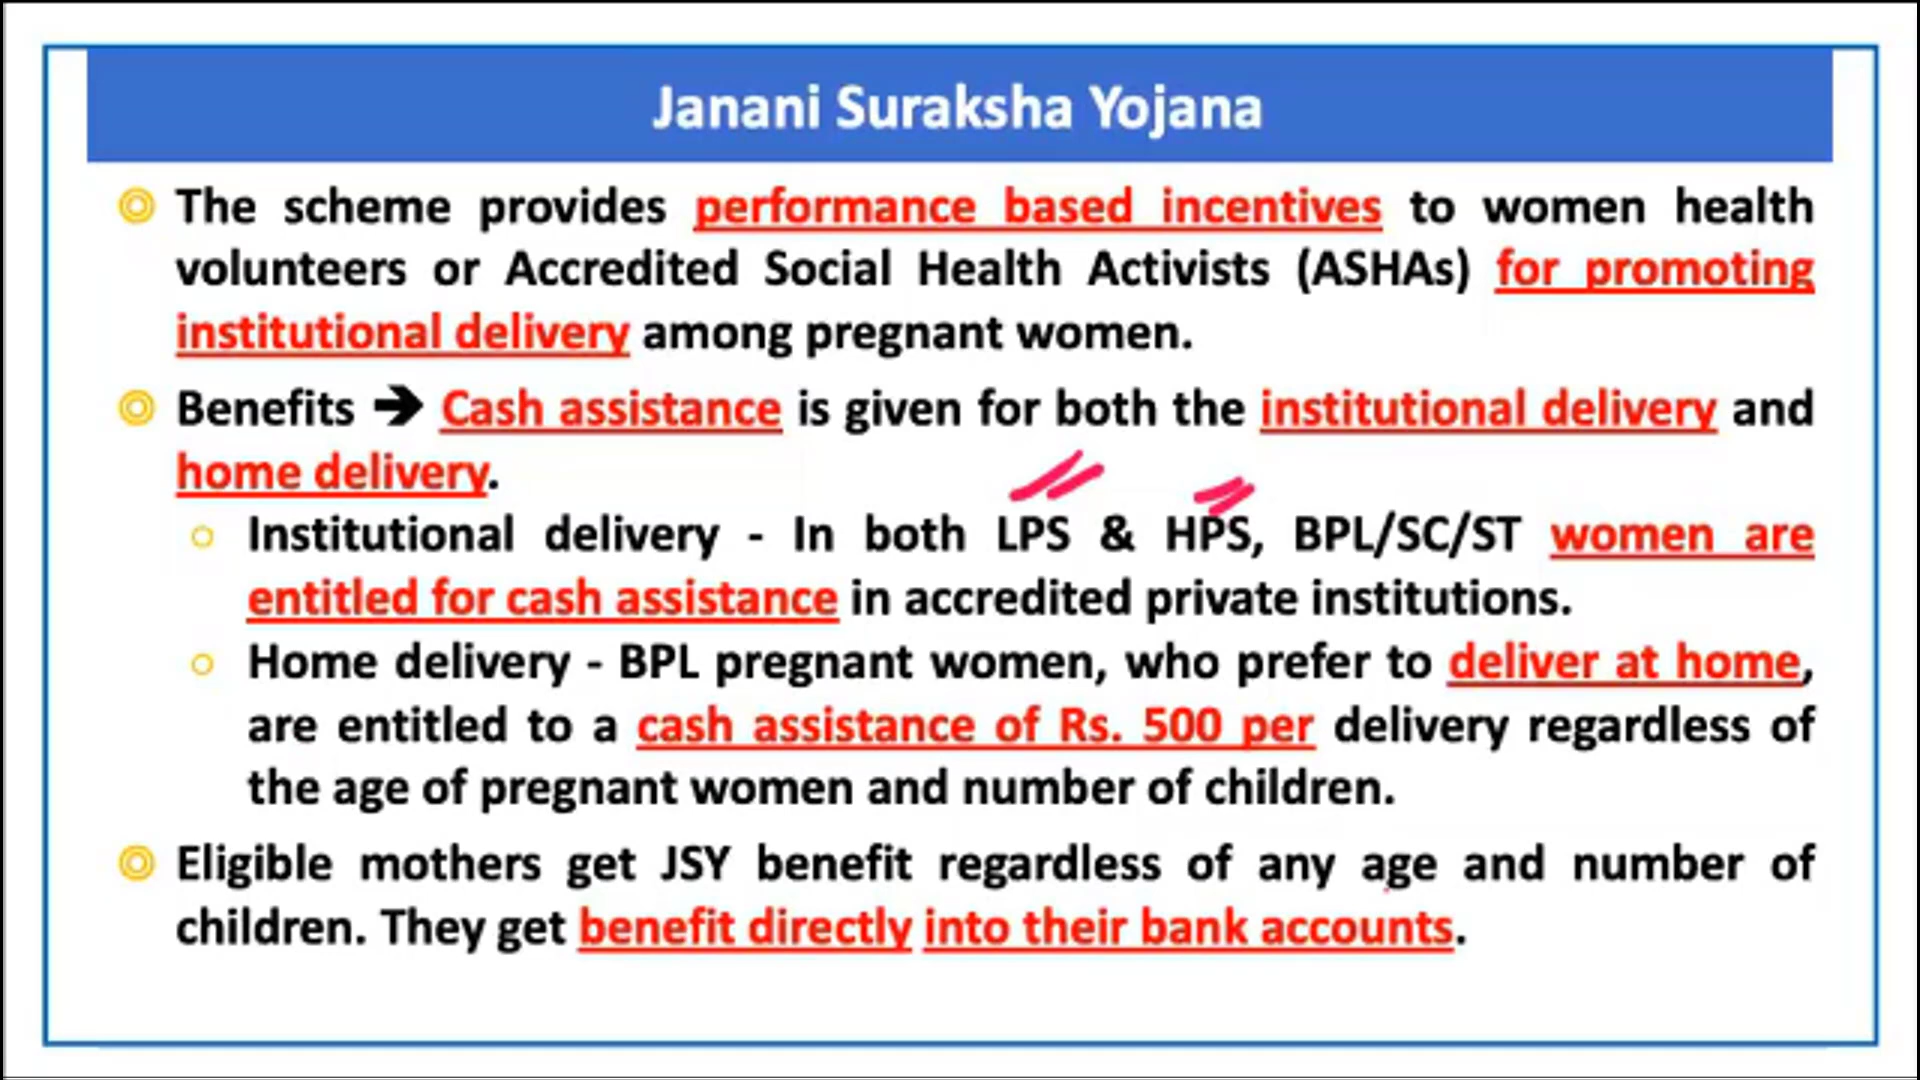 Janani Suraksha Yojana
The scheme provides performance based incentives to women health
volunteers or Accredited Social Health Activists (ASHAs) for promoting
institutional delivery among pregnant women.
Benefits ➔ Cash assistance is given for both the institutional delivery and
home delivery.
Institutional delivery - In both LPS & HPS, BPL/SC/ST women are
entitled for cash assistance in accredited private institutions.
Home delivery - BPL pregnant women, who prefer to deliver at home,
are entitled to a cash assistance of Rs. 500 per delivery regardless of
the age of pregnant women and number of children.
Eligible mothers get JSY benefit regardless of any age and number of
children. They get benefit directly into their bank accounts.